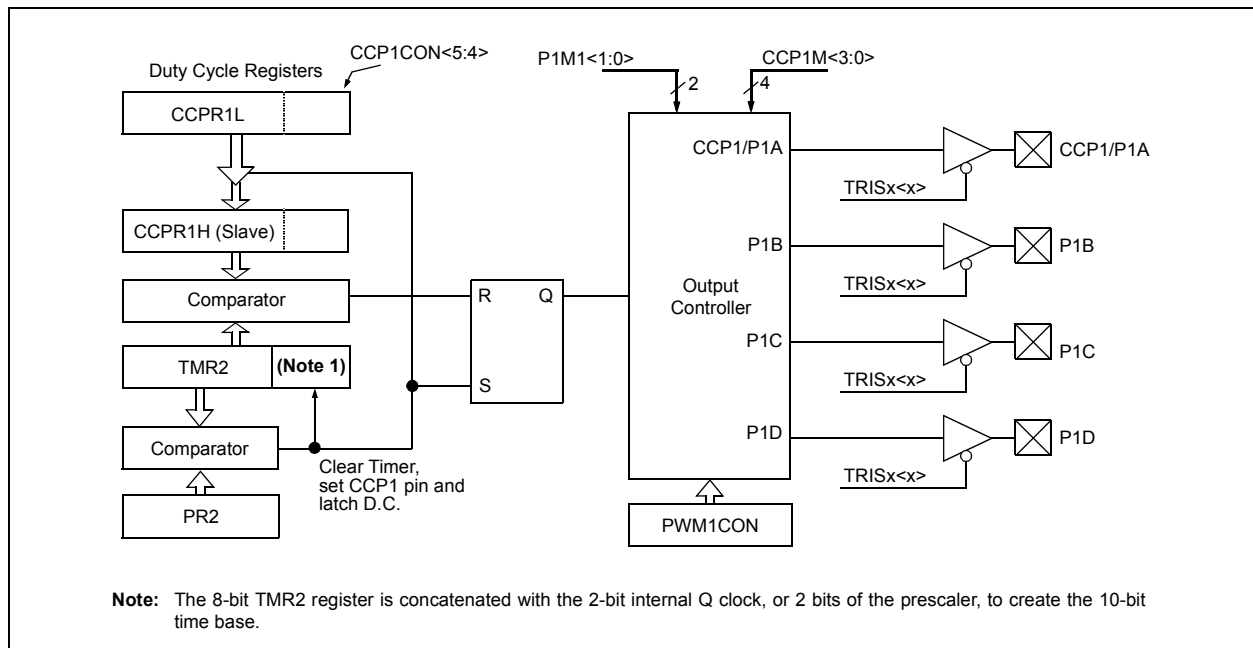 CCP1CON<5:4>
Duty Cycle Registers
CCPR1L
CCPR1H (Slave)
Comparator
TMR2
(Note 1)
Comparator
PR2
Clear Timer,
set CCP1 pin and
latch D.C.
R
Q
S
P1M1<1:0>
2
CCP1M<3:0>
4
Output
Controller
CCP1/P1A
P1B
P1C
P1D
PWM1CON
TRISx<x>
CCP1/P1A
TRISx<x>
P1B
TRISx<x>
P1C
TRISx<x>
P1D
Note: The 8-bit TMR2 register is concatenated with the 2-bit internal Q clock, or 2 bits of the prescaler, to create the 10-bit
time base.